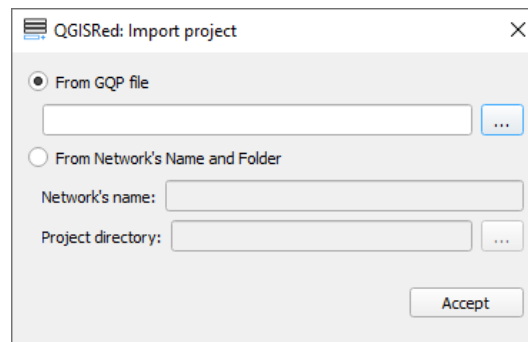 QGISRed: Import project
From GQP file
...
From Network's Name and Folder
Network's name:
Project directory:
...
Accept